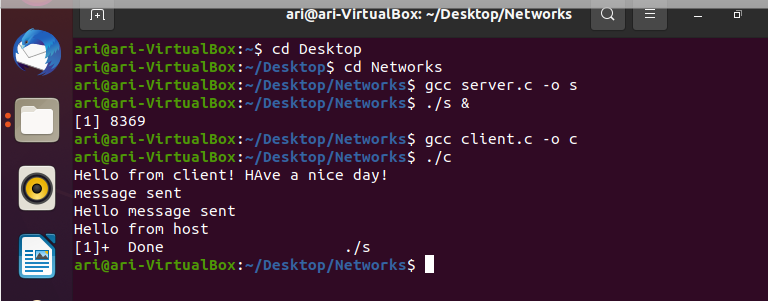 ari@ari-VirtualBox: ~/Desktop/Networks
ari@ari-VirtualBox:~$ cd Desktop
ari@ari-VirtualBox:~/Desktop$ cd Networks
ari@ari-VirtualBox:~/Desktop/Networks$ gcc server.c -o s
ari@ari-VirtualBox:~/Desktop/Networks$ ./s &
[1] 8369
ari@ari-VirtualBox:~/Desktop/Networks$ gcc client.c -o c
ari@ari-VirtualBox:~/Desktop/Networks$ ./c
Hello from client! HAve a nice day!
message sent
Hello message sent
Hello from host
[1]+  Done                    ./s
ari@ari-VirtualBox:~/Desktop/Networks$